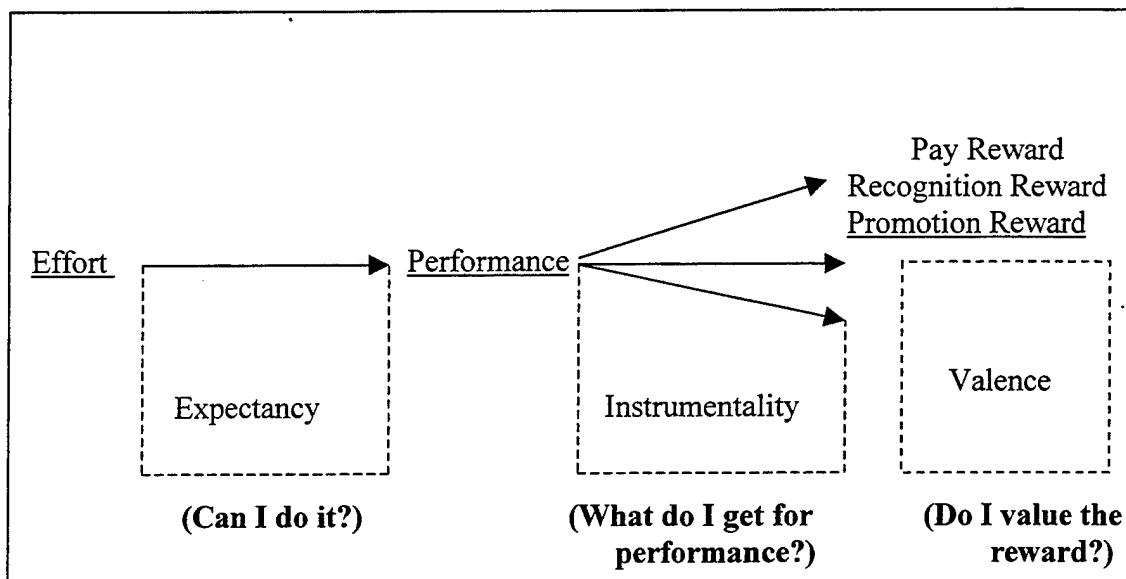 Pay Reward
Recognition Reward
Promotion Reward
Effort
Performance
Expectancy
Instrumentality
Valence
(Can I do it?)
(What do I get for
performance?)
(Do I value the
reward?)